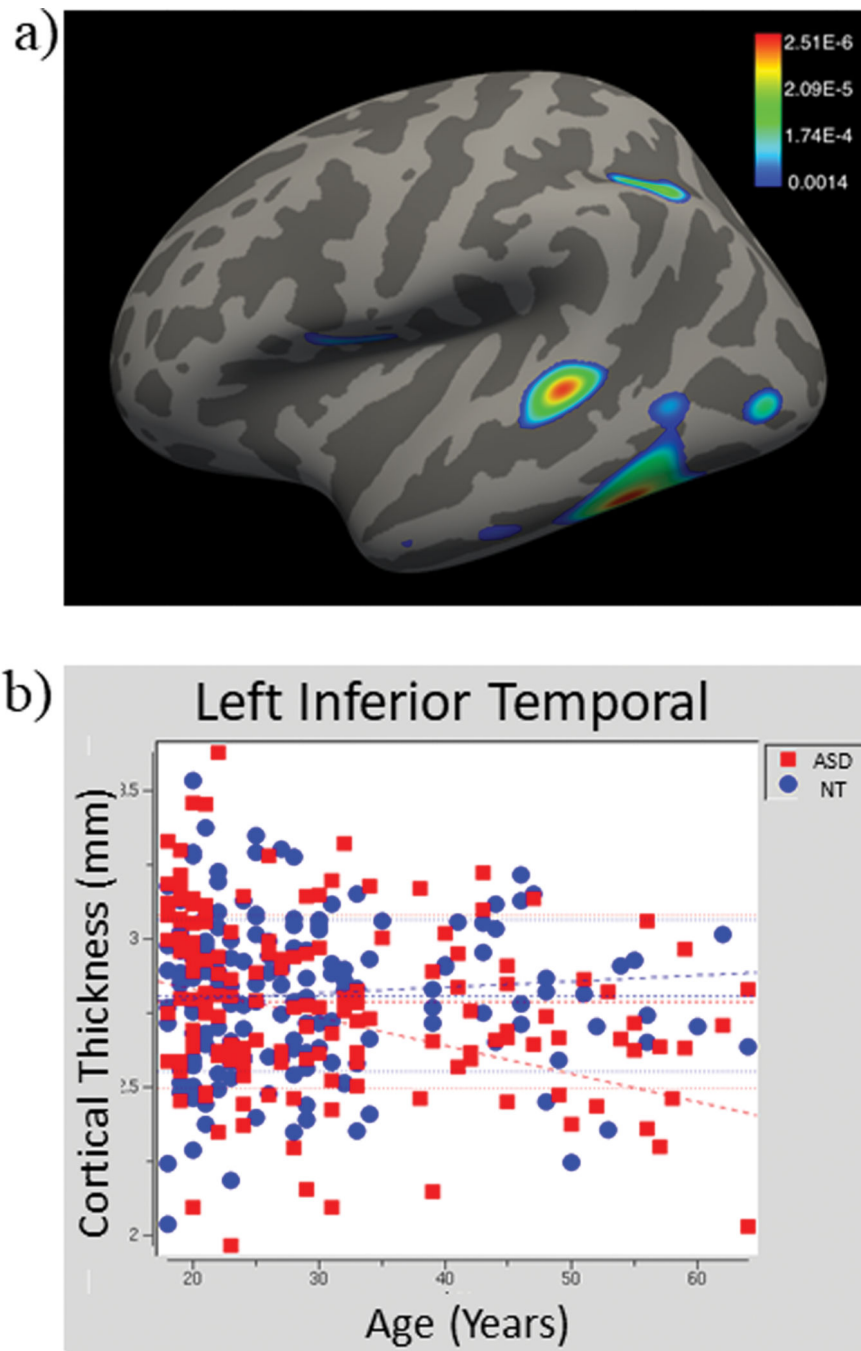 a)
2.51E-6
2.09E-5
1.74E-4
0.0014
b)
Left Inferior Temporal
ASD
NT
Cortical Thickness (mm)
3.5
3
2.5
2
20
30
40
50
60
Age (Years)